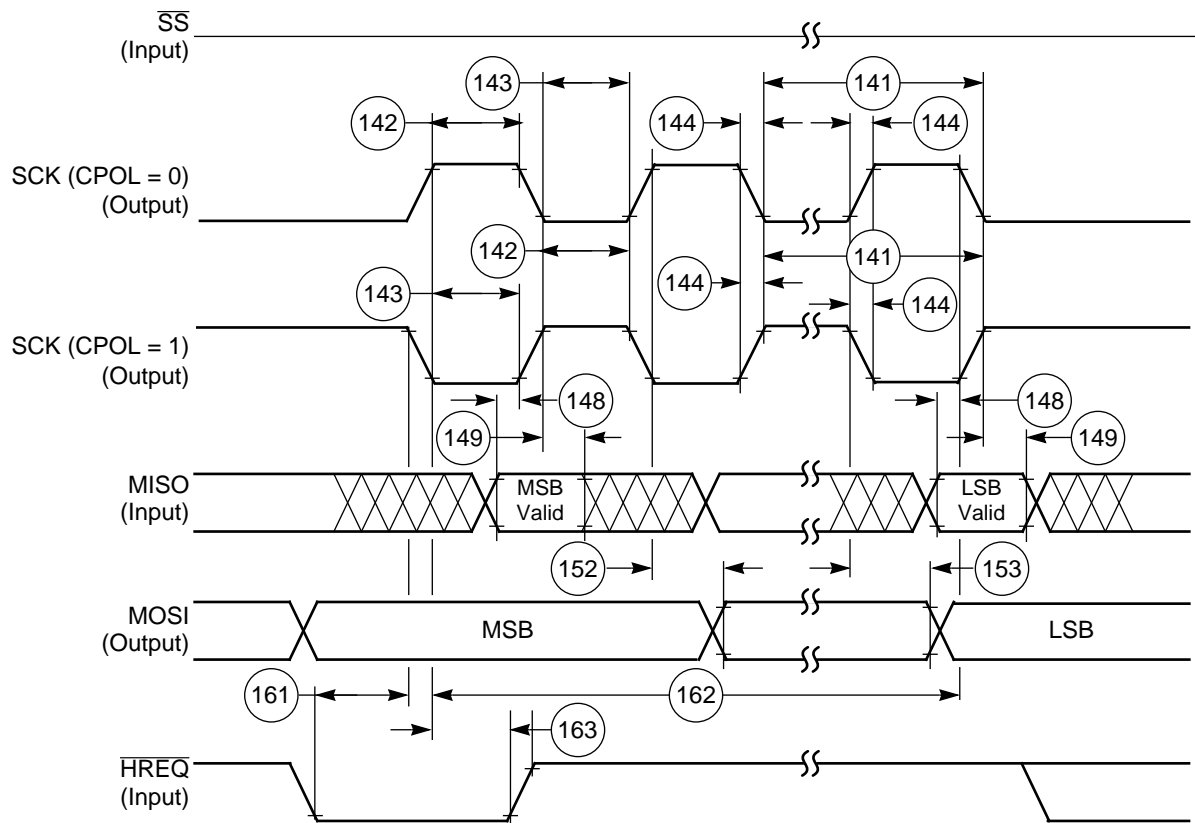 SS
(Input)
143
141
142
144
144
SCK (CPOL = 0)
(Output)
142
141
143
144
144
SCK (CPOL = 1)
(Output)
148
148
149
149
MISO
(Input)
MSB
Valid
LSB
Valid
152
153
MOSI
(Output)
MSB
LSB
161
162
163
HREQ
(Input)